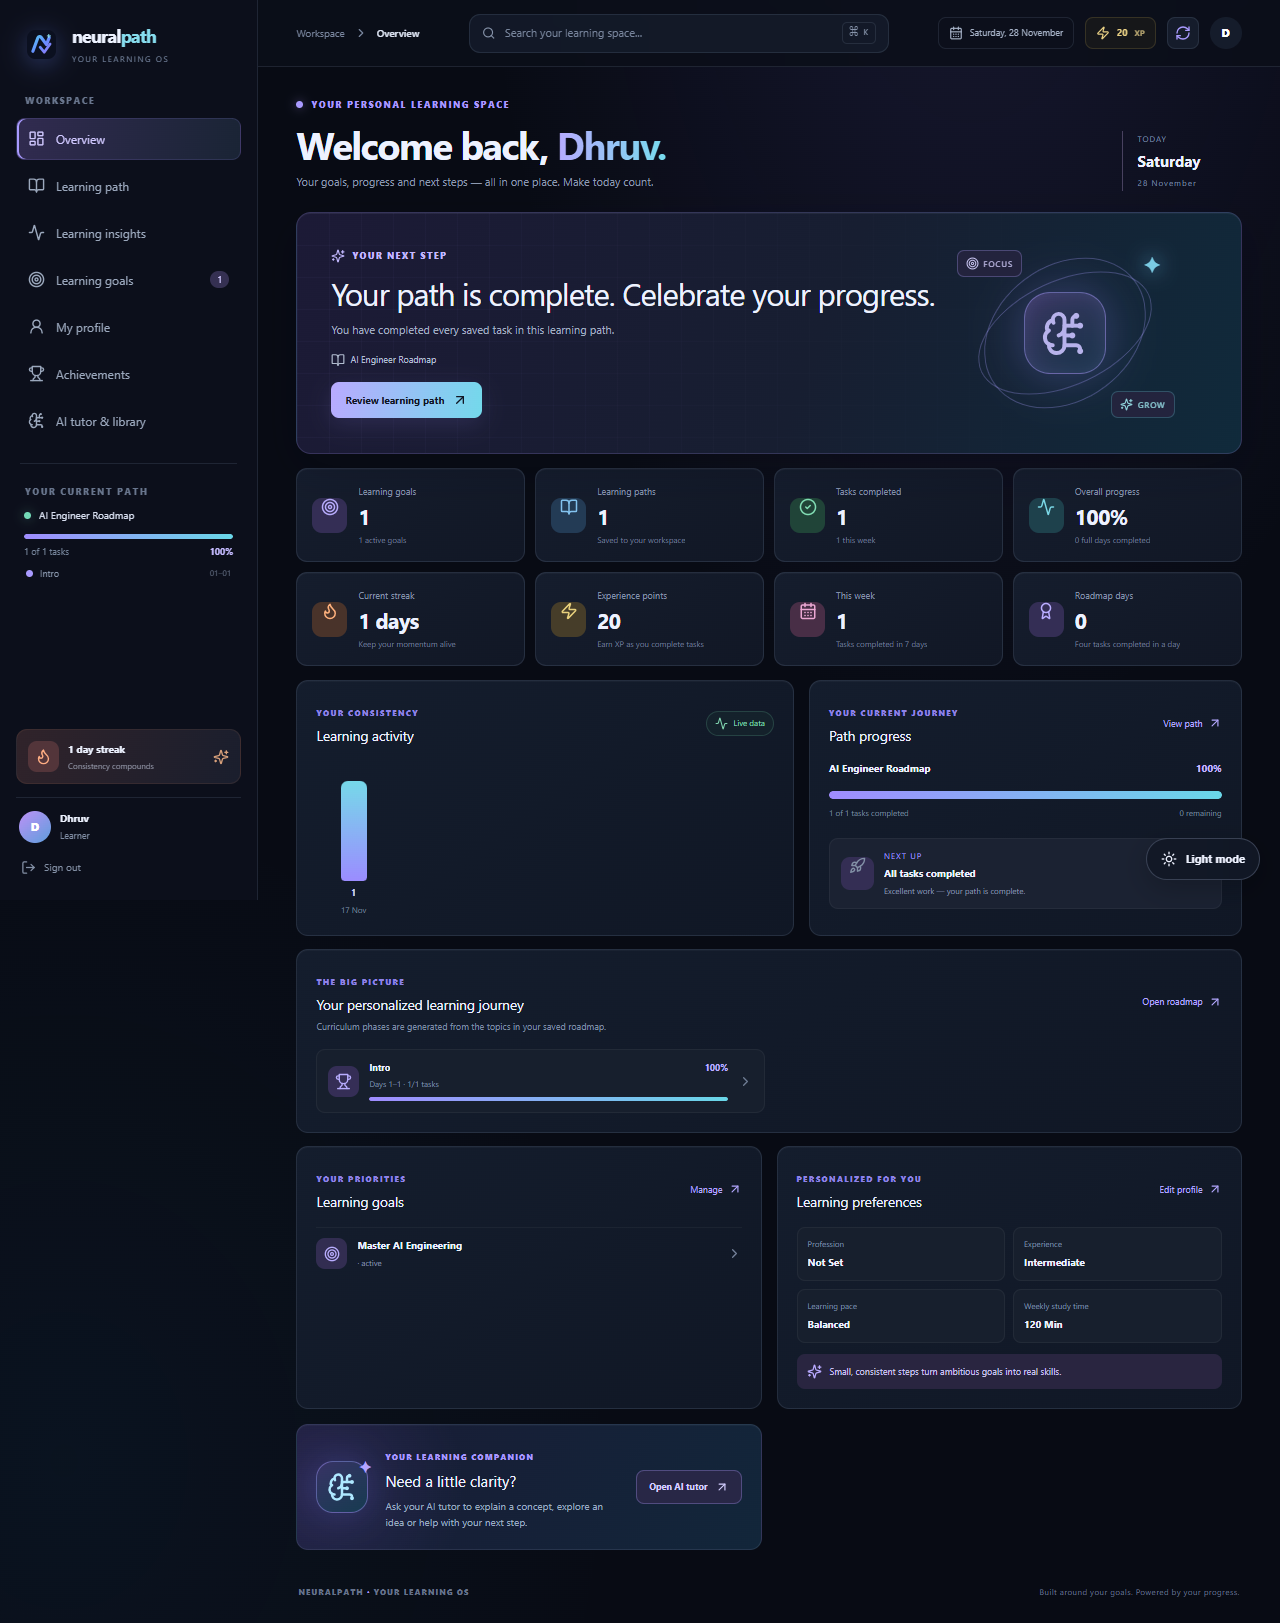 neuralpath
YOUR LEARNING OS
WORKSPACE
Overview
Learning path
Learning insights
Learning goals
1
My profile
Achievements
AI tutor & library
YOUR CURRENT PATH
AI Engineer Roadmap
1 of 1 tasks
100%
Intro
01–01
1 day streak
Consistency compounds
D
Dhruv
Learner
Sign out
Workspace
Overview
Search your learning space...
⌘ K
Saturday, 28 November
20 XP
D
YOUR PERSONAL LEARNING SPACE
Welcome back, Dhruv.
Your goals, progress and next steps — all in one place. Make today count.
TODAY
Saturday
28 November
YOUR NEXT STEP
Your path is complete. Celebrate your progress.
You have completed every saved task in this learning path.
AI Engineer Roadmap
Review learning path
FOCUS
GROW
Learning goals
1
1 active goals
Learning paths
1
Saved to your workspace
Tasks completed
1
1 this week
Overall progress
100%
0 full days completed
Current streak
1 days
Keep your momentum alive
Experience points
20
Earn XP as you complete tasks
This week
1
Tasks completed in 7 days
Roadmap days
0
Four tasks completed in a day
YOUR CONSISTENCY
Learning activity
Live data
1
17 Nov
YOUR CURRENT JOURNEY
Path progress
View path
AI Engineer Roadmap
100%
1 of 1 tasks completed
0 remaining
NEXT UP
All tasks completed
Excellent work — your path is complete.
Light mode
THE BIG PICTURE
Your personalized learning journey
Curriculum phases are generated from the topics in your saved roadmap.
Open roadmap
Intro
100%
Days 1–1 · 1/1 tasks
YOUR PRIORITIES
Learning goals
Manage
Master AI Engineering
· active
PERSONALIZED FOR YOU
Learning preferences
Edit profile
Profession
Not Set
Experience
Intermediate
Learning pace
Balanced
Weekly study time
120 Min
Small, consistent steps turn ambitious goals into real skills.
YOUR LEARNING COMPANION
Need a little clarity?
Ask your AI tutor to explain a concept, explore an
idea or help with your next step.
Open AI tutor
NEURALPATH • YOUR LEARNING OS
Built around your goals. Powered by your progress.